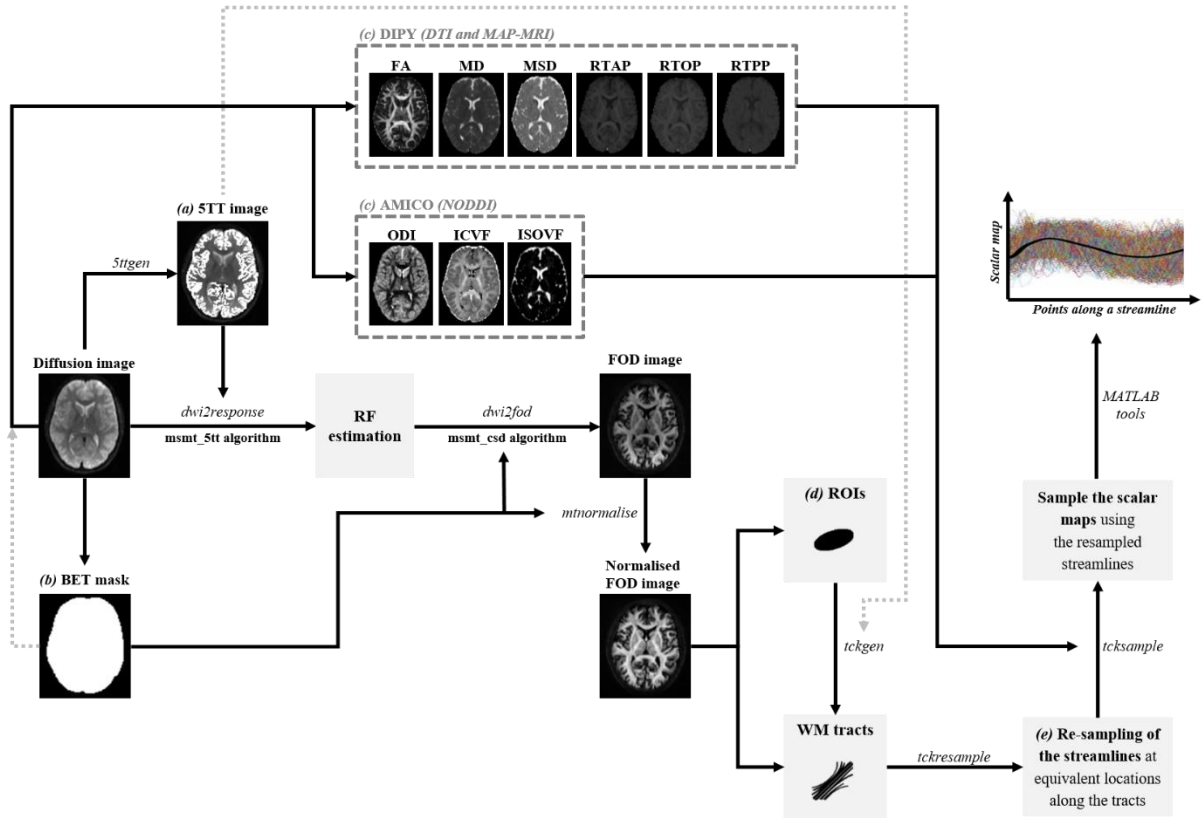 (c) DIPY (DTI and MAP-MRI)
FA MD MSD RTAP RTOP RTPP
(a) 5TT image
5ttgen
(c) AMICO (NODDI)
ODI ICVF ISOVF
Scalar map
Points along a streamline
Diffusion image
dwi2response
msmt_5tt algorithm
RF
estimation
dwi2fod
msmt_csd algorithm
FOD image
MATLAB
tools
mtnormalise
(b) BET mask
Normalised
FOD image
(d) ROIs
tckgen
Sample the scalar
maps using
the resampled
streamlines
tcksample
WM tracts
tckresample
(e) Re-sampling of
the streamlines at
equivalent locations
along the tracts